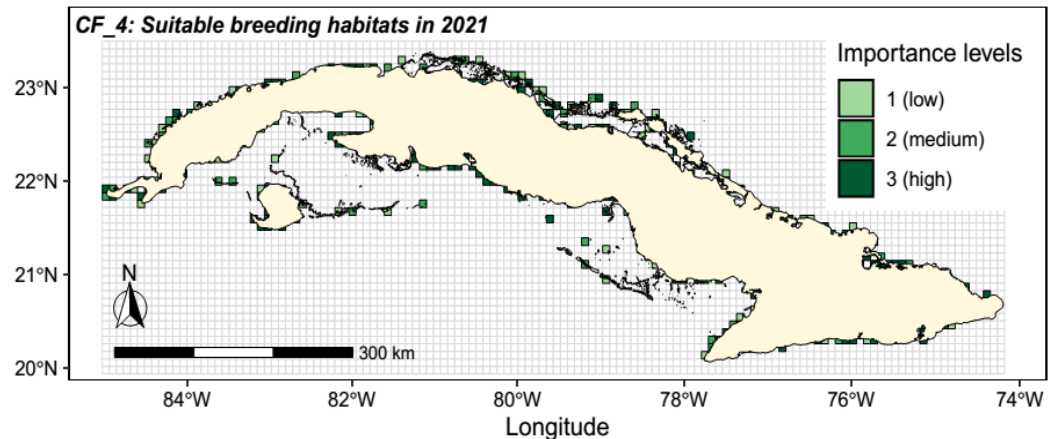 CF_4: Suitable breeding habitats in 2021
Importance levels
1 (low)
2 (medium)
3 (high)
23°N
22°N
21°N
20°N
N
300 km
84°W
82°W
80°W
78°W
76°W
74°W
Longitude